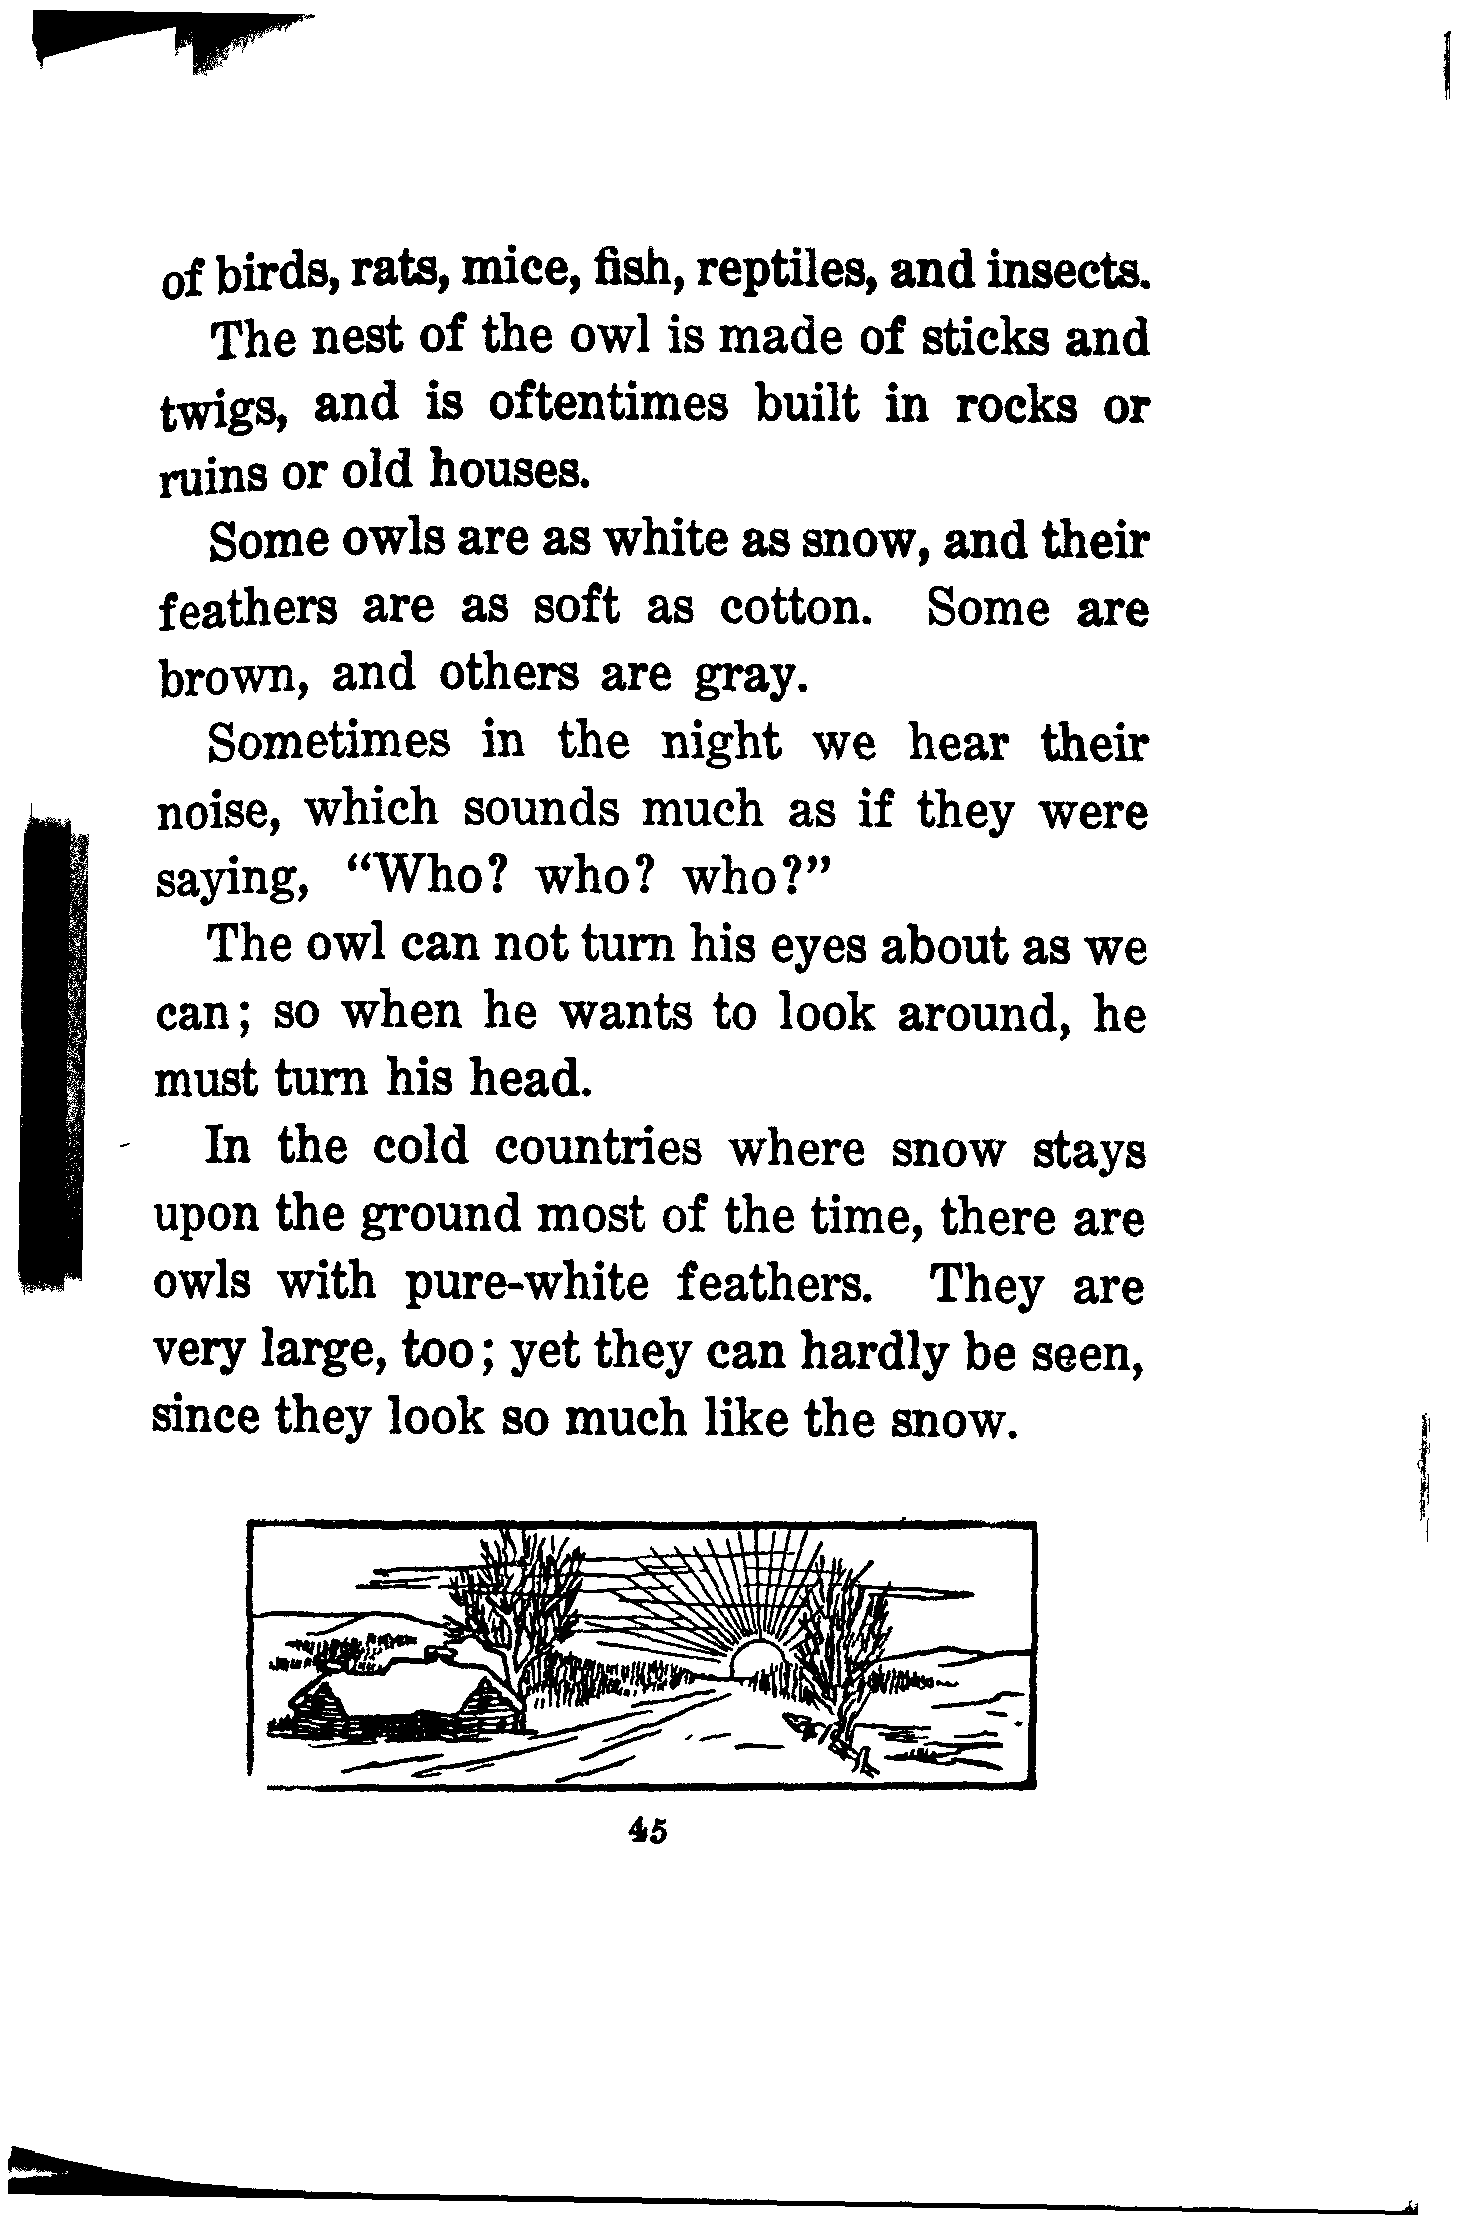 of birds, rats, mice, fish, reptiles, and insects.
The nest of the owl is made of sticks and
twigs, and is oftentimes built in rocks or
ruins or old houses.
Some owls are as white as snow, and their
feathers are as soft as cotton. Some are
brown, and others are gray.
Sometimes in the night we hear their
noise, which sounds much as if they were
saying, "Who? who? who?"
The owl can not turn his eyes about as we
can; so when he wants to look around, he
must turn his head.
In the cold countries where snow stays
upon the ground most of the time, there are
owls with pure-white feathers. They are
very large, too; yet they can hardly be seen,
since they look so much like the snow.
45